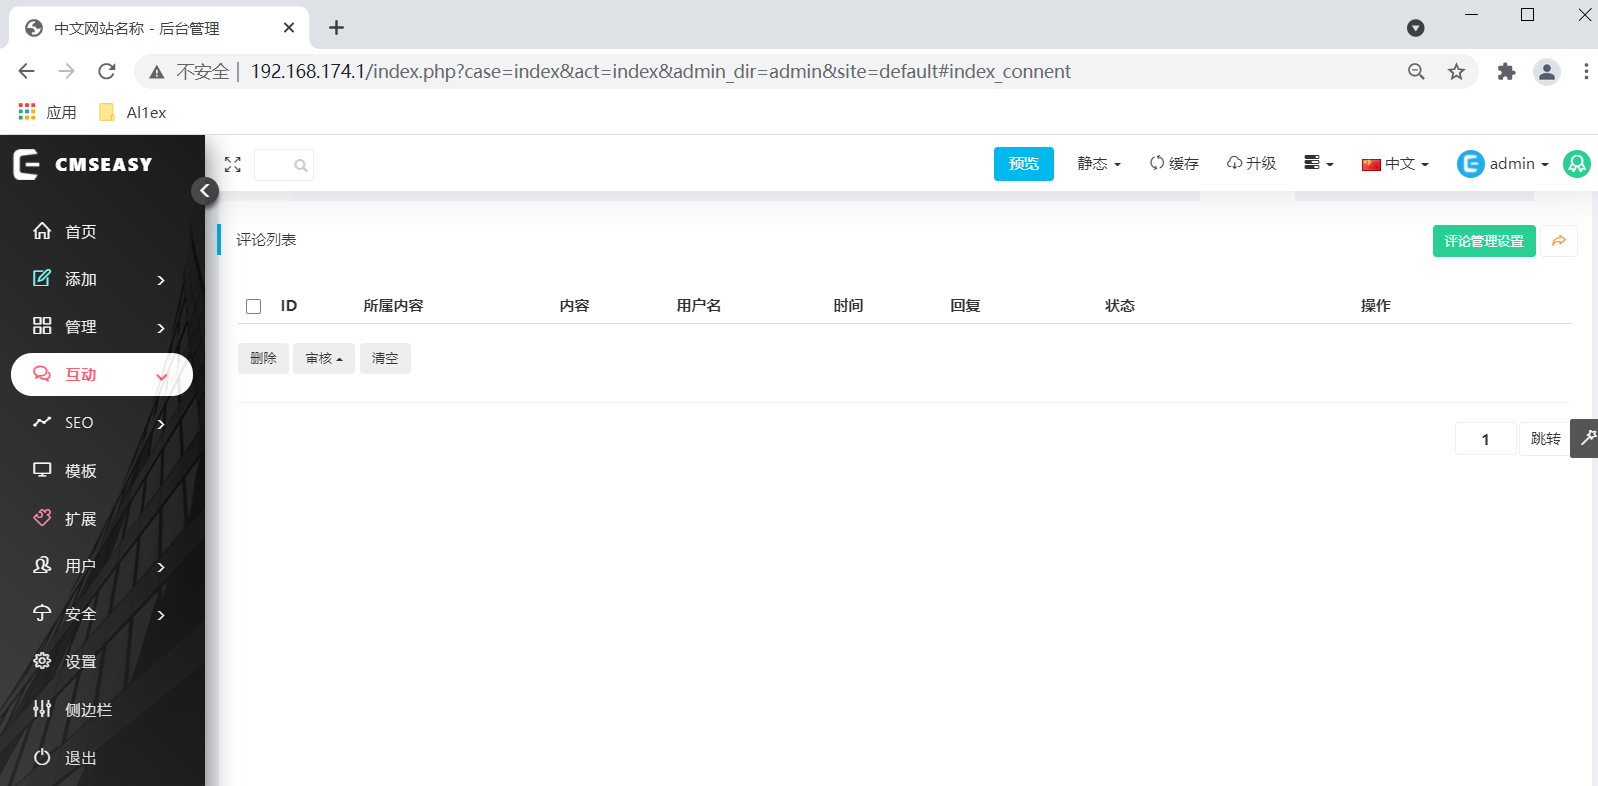 中文网站名称 - 后台管理
不安全 | 192.168.174.1/index.php?case=index&act=index&admin_dir=admin&site=default#index_connent
应用 Al1ex
CMSEASY
预览 静态 缓存 升级 中文 admin
首页
添加
管理
互动
SEO
模板
扩展
用户
安全
设置
侧边栏
退出
评论列表 评论管理设置
ID 所属内容 内容 用户名 时间 回复 状态 操作
删除 审核 清空
1 跳转